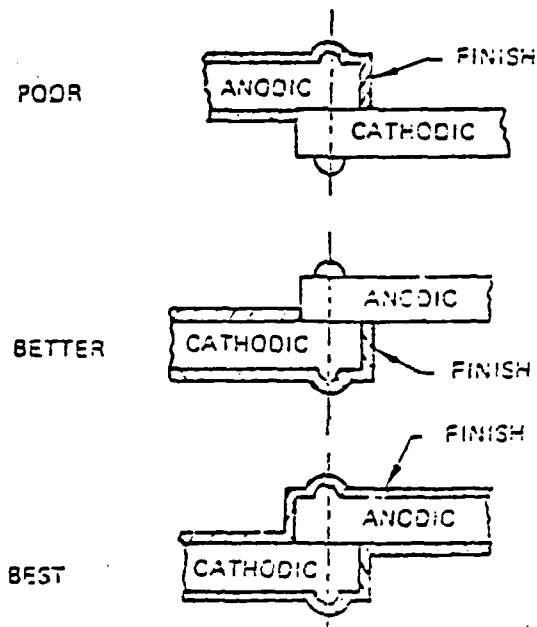 FINISH
ANODIC
POOR
CATHODIC
ANODIC
BETTER
CATHODIC
FINISH
FINISH
ANODIC
BEST
CATHODIC